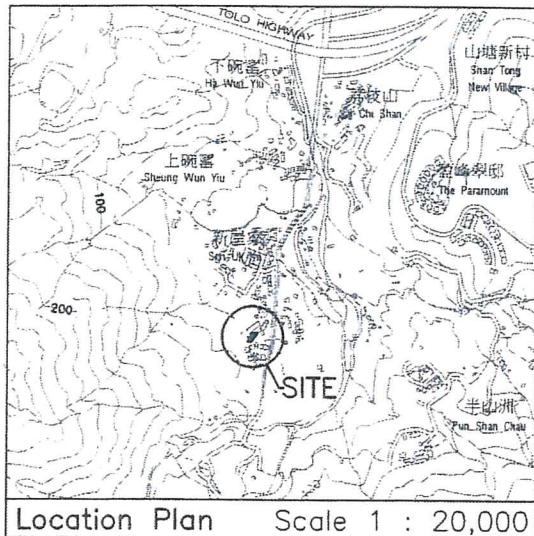 TOLO HIGHWAY
山塘新村
Shan Tong
New Village
下碗窰
Ha Wun Yiu
Chi Shan
上碗窰
Sheung Wun Yiu
The Paramount
100
200
SITE
半山洲
Pun Shan Chau
Location Plan Scale 1 : 20,000